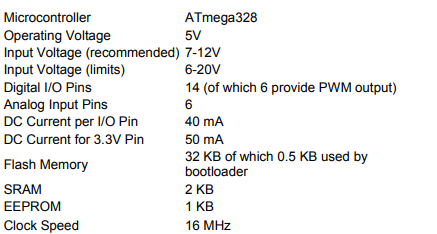 Microcontroller ATmega328
Operating Voltage 5V
Input Voltage (recommended) 7-12V
Input Voltage (limits) 6-20V
Digital I/O Pins 14 (of which 6 provide PWM output)
Analog Input Pins 6
DC Current per I/O Pin 40 mA
DC Current for 3.3V Pin 50 mA
Flash Memory 32 KB of which 0.5 KB used by
bootloader
SRAM 2 KB
EEPROM 1 KB
Clock Speed 16 MHz